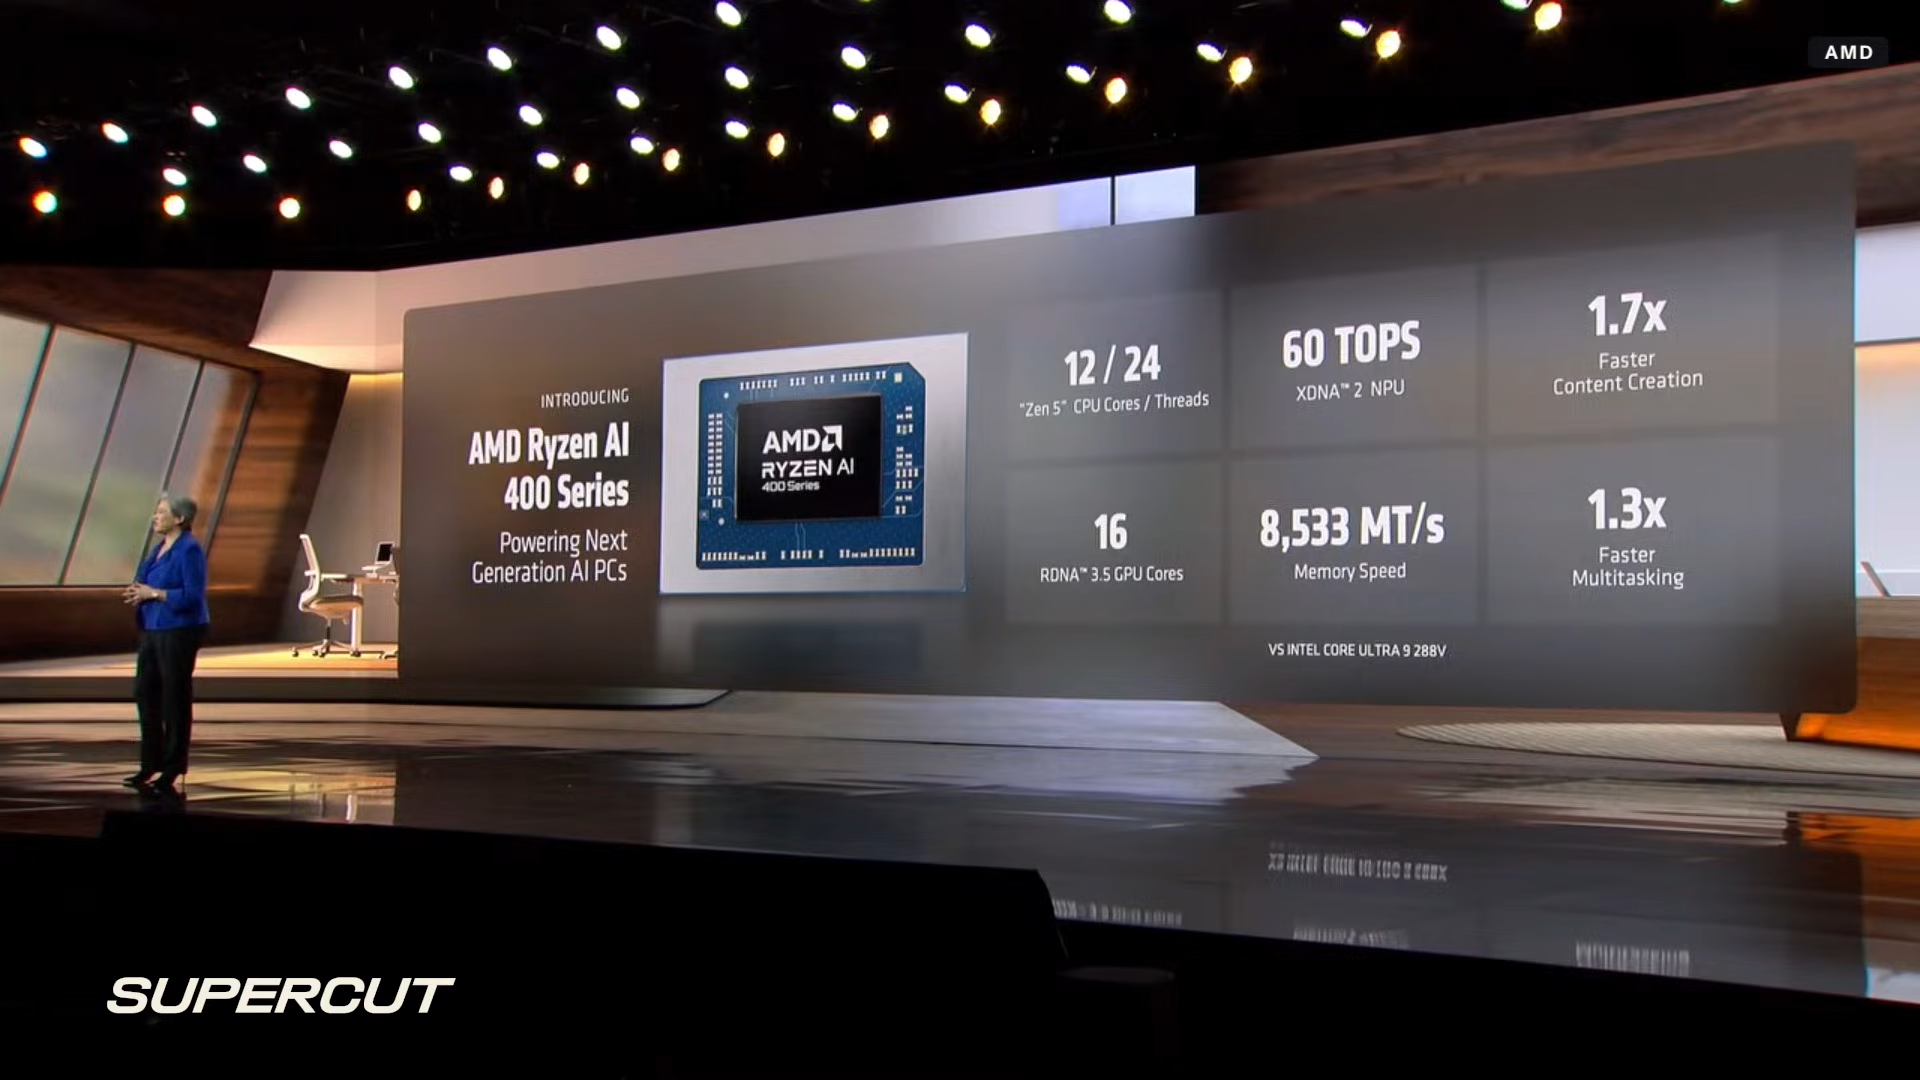 AMD
INTRODUCING
AMD Ryzen AI
400 Series
Powering Next
Generation AI PCs
AMD
RYZEN AI
400 Series
12 / 24
"Zen 5" CPU Cores / Threads
60 TOPS
XDNA™ 2 NPU
1.7x
Faster
Content Creation
16
RDNA™ 3.5 GPU Cores
8,533 MT/s
Memory Speed
1.3x
Faster
Multitasking
VS INTEL CORE ULTRA 9 288V
SUPERCUT